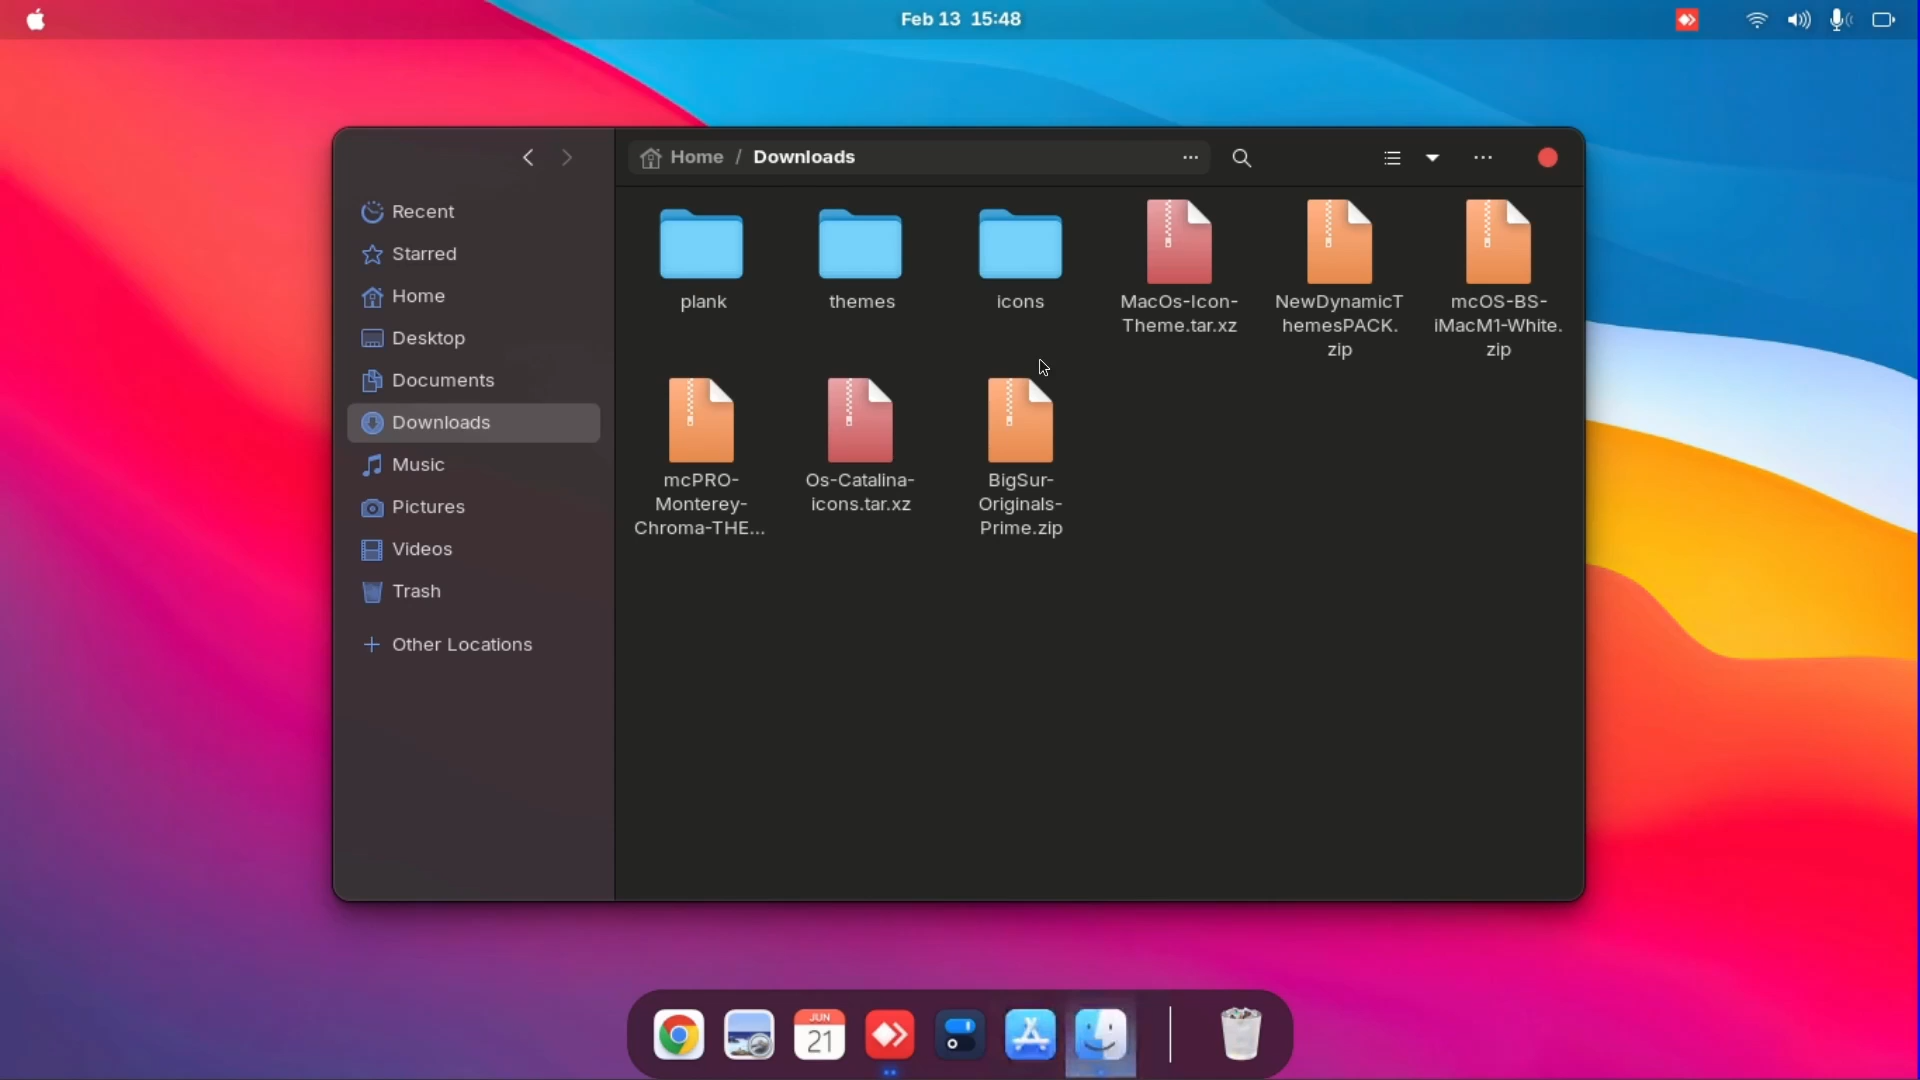 Feb 13 15:48
Home / Downloads
Recent
Starred
Home
Desktop
Documents
Downloads
Music
Pictures
Videos
Trash
Other Locations
plank
themes
icons
MacOs-Icon-
Theme.tar.xz
NewDynamicT
hemesPACK.
zip
mcOS-BS-
iMacM1-White.
zip
mcPRO-
Monterey-
Chroma-THE...
Os-Catalina-
icons.tar.xz
BigSur-
Originals-
Prime.zip
JUN
21